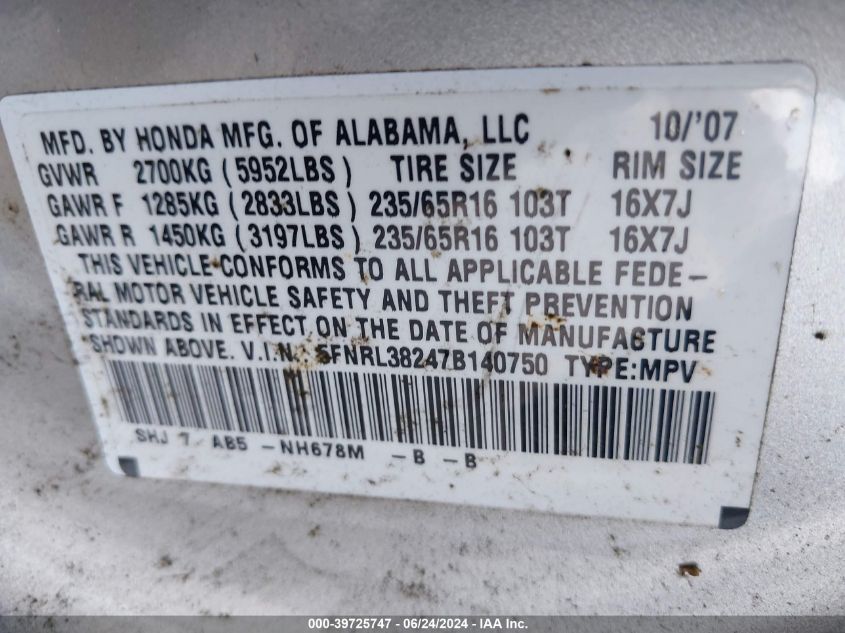 MFD. BY HONDA MFG. OF ALABAMA, LLC 10/'07
GVWR 2700KG (5952LBS) TIRE SIZE RIM SIZE
GAWR F 1285KG (2833LBS) 235/65R16 103T 16X7J
GAWR R 1450KG (3197LBS) 235/65R16 103T 16X7J
THIS VEHICLE CONFORMS TO ALL APPLICABLE FEDE-
RAL MOTOR VEHICLE SAFETY AND THEFT PREVENTION
STANDARDS IN EFFECT ON THE DATE OF MANUFACTURE
SHOWN ABOVE. V.I.N.: 5FNRL38247B140750 TYPE:MPV
SHJ 7 AB5 -NH678M -B -B
000-39725747 - 06/24/2024 - IAAI, Inc.